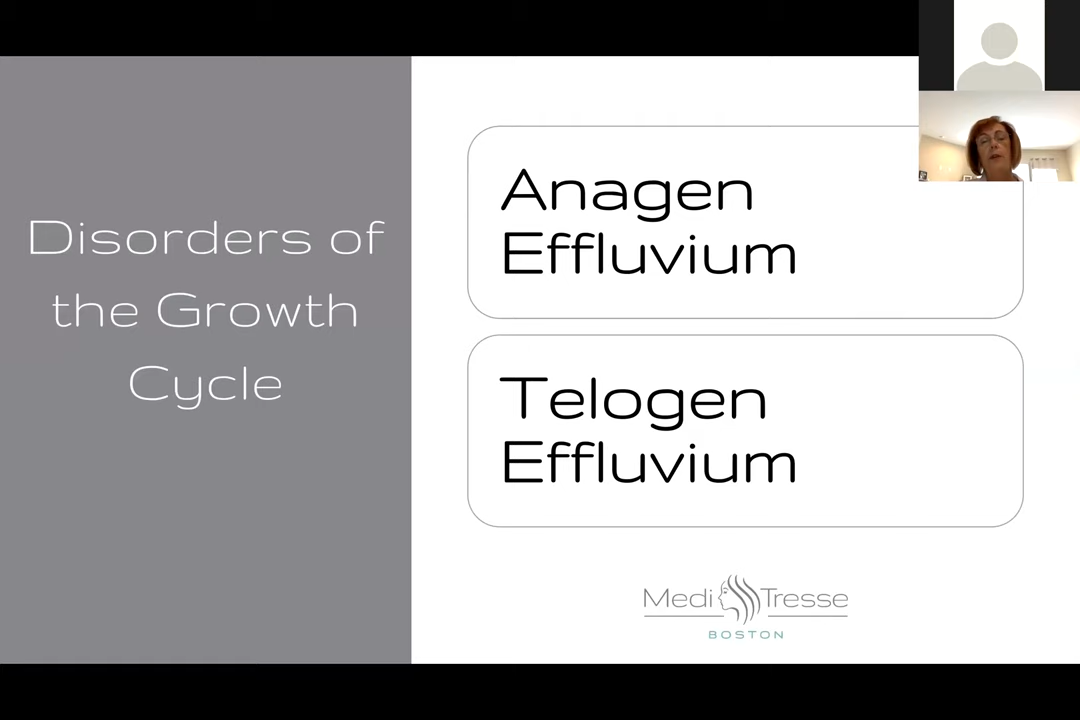 Disorders of
the Growth
Cycle
Anagen
Effluvium
Telogen
Effluvium
Medi Tresse
BOSTON